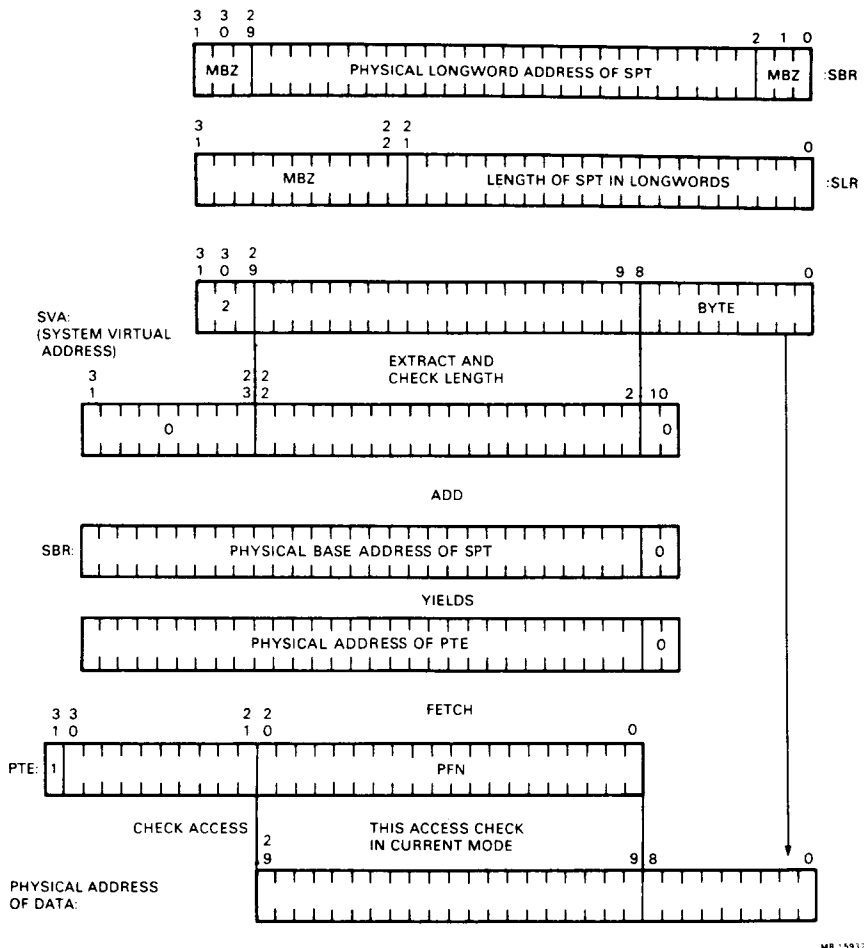 3 3 2
1 0 9 2 1 0
MBZ PHYSICAL LONGWORD ADDRESS OF SPT MBZ :SBR
3 2 2
1 2 1 0
MBZ LENGTH OF SPT IN LONGWORDS :SLR
3 3 2
1 0 9 9 8 0
2 BYTE
SVA:
(SYSTEM VIRTUAL
ADDRESS)
EXTRACT AND
CHECK LENGTH
3 2 2
1 3 2 2 10
0 0
ADD
SBR: PHYSICAL BASE ADDRESS OF SPT 0
YIELDS
PHYSICAL ADDRESS OF PTE 0
FETCH
3 3 2 2
1 0 1 0 0
PTE: 1 PFN
CHECK ACCESS
THIS ACCESS CHECK
IN CURRENT MODE
2
9 9 8 0
PHYSICAL ADDRESS
OF DATA: